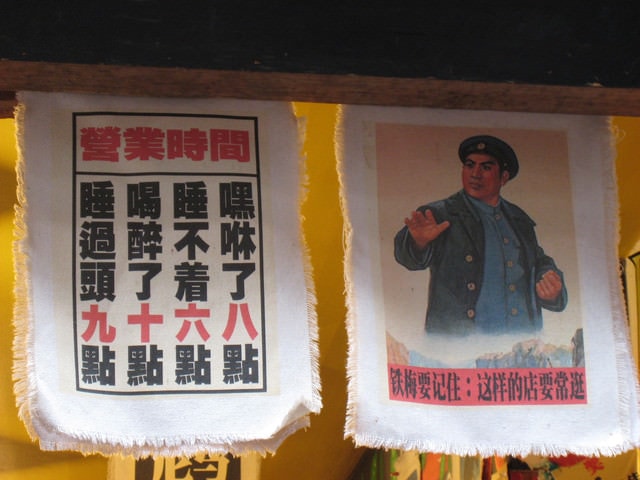 營業時間
嘿咻了八點
睡不着六點
喝醉了十點
睡過頭九點
铁梅要记住：这样的店要常逛